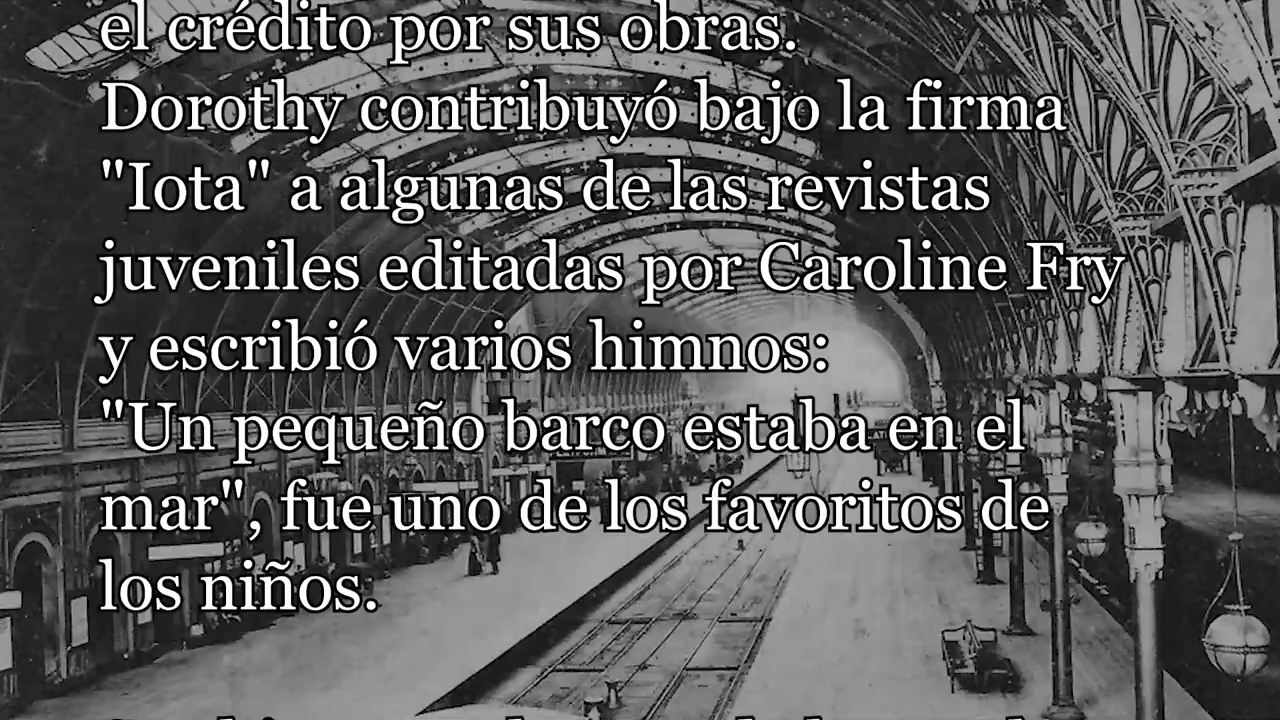 el crédito por sus obras.
Dorothy contribuyó bajo la firma
"Iota" a algunas de las revistas
juveniles editadas por Caroline Fry
y escribió varios himnos:
"Un pequeño barco estaba en el
mar", fue uno de los favoritos de
los niños.